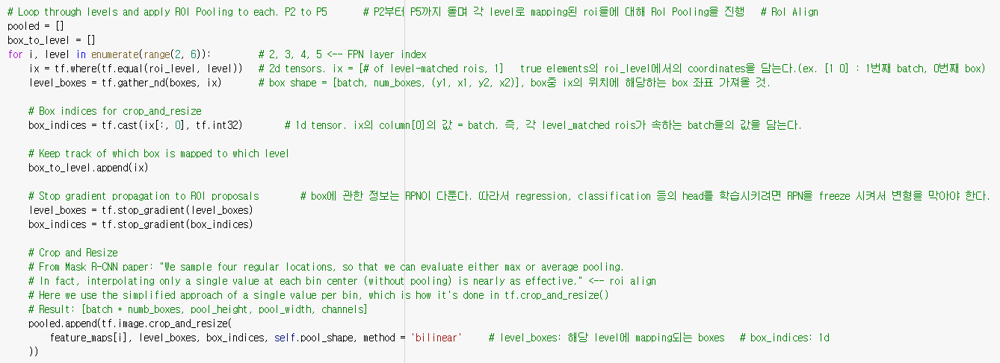 # Loop through levels and apply ROI Pooling to each. P2 to P5 # P2부터 P5까지 돌며 각 level로 mapping된 roi들에 대해 RoI Pooling을 진행 # RoI Align
pooled = []
box_to_level = []
for i, level in enumerate(range(2, 6)): # 2, 3, 4, 5 <-- FPN layer index
ix = tf.where(tf.equal(roi_level, level)) # 2d tensors. ix = [# of level-matched rois, 1] true elements의 roi_level에서의 coordinates을 담는다.(ex. [1 0] : 1번째 batch, 0번째 box)
level_boxes = tf.gather_nd(boxes, ix) # box shape = [batch, num_boxes, (y1, x1, y2, x2)], box중 ix의 위치에 해당하는 box 좌표 가져올 것.
# Box indices for crop_and_resize
box_indices = tf.cast(ix[:, 0], tf.int32) # 1d tensor. ix의 column[0]의 값 = batch. 즉, 각 level_matched rois가 속하는 batch들의 값을 담는다.
# Keep track of which box is mapped to which level
box_to_level.append(ix)
# Stop gradient propagation to ROI proposals # box에 관한 정보는 RPN이 다룬다. 따라서 regression, classification 등의 head를 학습시키려면 RPN을 freeze 시켜서 변형을 막아야 한다.
level_boxes = tf.stop_gradient(level_boxes)
box_indices = tf.stop_gradient(box_indices)
# Crop and Resize
# From Mask R-CNN paper: "We sample four regular locations, so that we can evaluate either max or average pooling.
# In fact, interpolating only a single value at each bin center (without pooling) is nearly as effective." <-- roi align
# Here we use the simplified approach of a single value per bin, which is how it's done in tf.crop_and_resize()
# Result: [batch * numb_boxes, pool_height, pool_width, channels]
pooled.append(tf.image.crop_and_resize(
feature_maps[i], level_boxes, box_indices, self.pool_shape, method = 'bilinear' # level_boxes: 해당 level에 mapping되는 boxes # box_indices: 1d
))